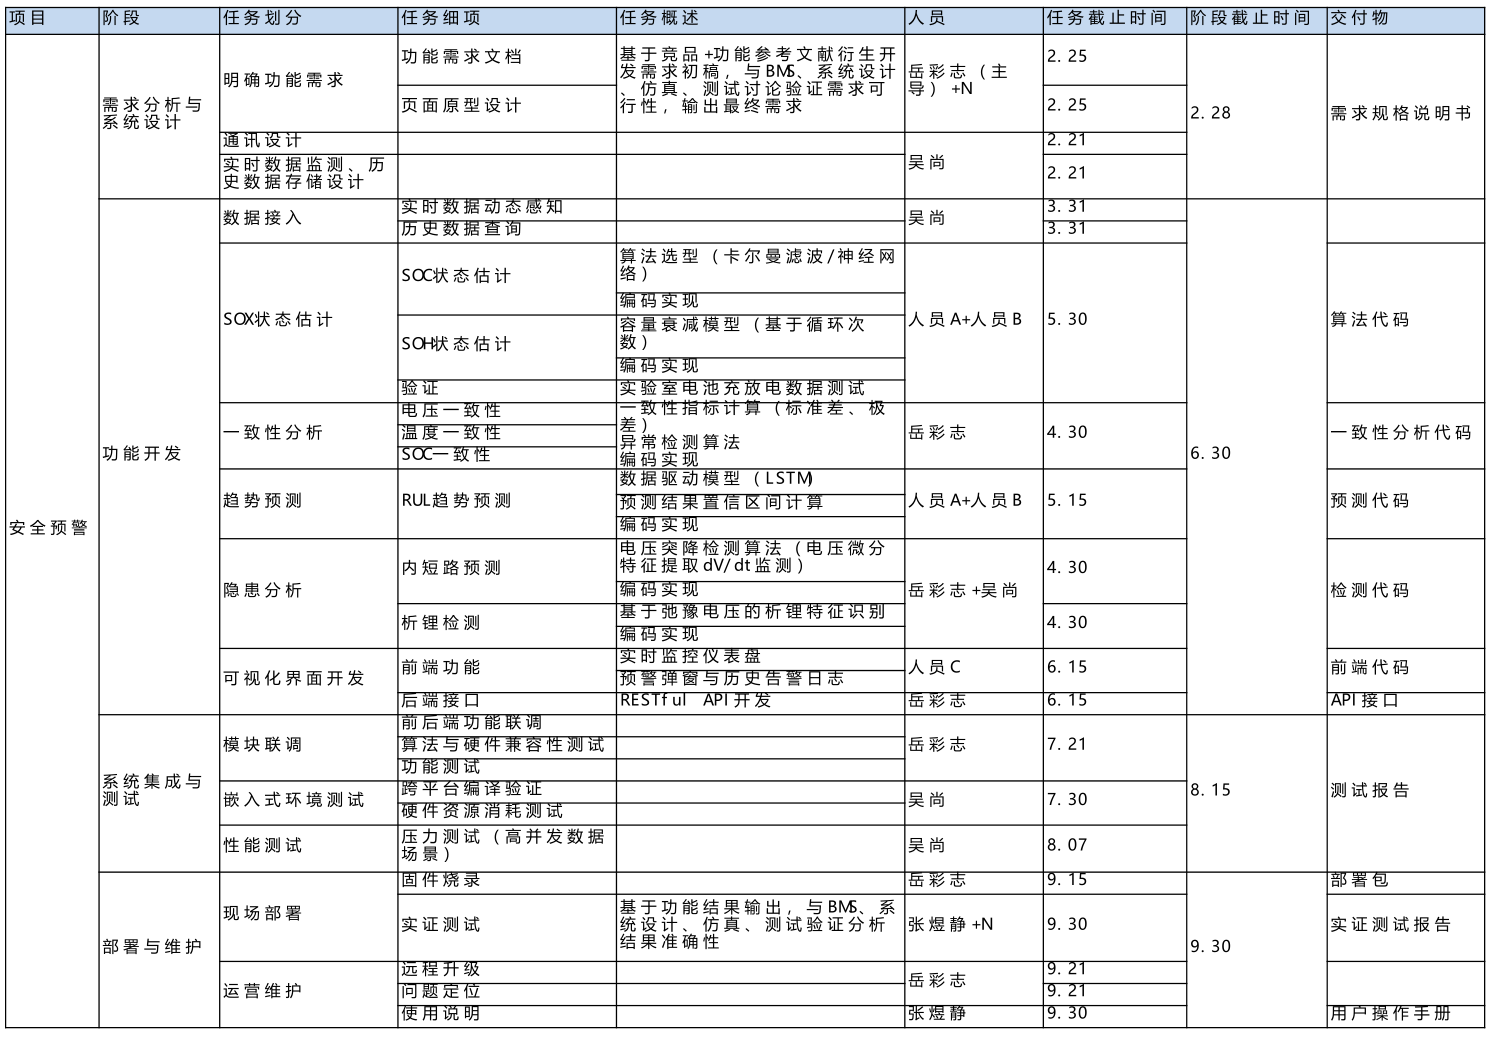 项目 阶段 任务划分 任务细项 任务概述 人员 任务截止时间 阶段截止时间 交付物
安全预警
需求分析与
系统设计
明确功能需求
功能需求文档
基于竞品+功能参考文献衍生开
发需求初稿，与BMS、系统设计
、仿真、测试讨论验证需求可
行性，输出最终需求
岳彩志（主
导）+N
2.25
2.28
需求规格说明书
页面原型设计
2.25
通讯设计
吴尚
2.21
实时数据监测、历
史数据存储设计
2.21
功能开发
数据接入
实时数据动态感知
吴尚
3.31
6.30
历史数据查询
3.31
SOX状态估计
SOC状态估计
算法选型（卡尔曼滤波/神经网
络）
编码实现
人员A+人员B
5.30
算法代码
SOH状态估计
容量衰减模型（基于循环次
数）
编码实现
验证
实验室电池充放电数据测试
一致性分析
电压一致性
温度一致性
SOC一致性
一致性指标计算（标准差、极
差）
异常检测算法
编码实现
岳彩志
4.30
一致性分析代码
趋势预测
RUL趋势预测
数据驱动模型（LSTM）
预测结果置信区间计算
编码实现
人员A+人员B
5.15
预测代码
隐患分析
内短路预测
电压突降检测算法（电压微分
特征提取dV/dt监测）
编码实现
岳彩志+吴尚
4.30
检测代码
析锂检测
基于弛豫电压的析锂特征识别
编码实现
4.30
可视化界面开发
前端功能
实时监控仪表盘
预警弹窗与历史告警日志
人员C
6.15
前端代码
后端接口
RESTful API开发
岳彩志
6.15
API接口
系统集成与
测试
模块联调
前后端功能联调
算法与硬件兼容性测试
功能测试
岳彩志
7.21
8.15
测试报告
嵌入式环境测试
跨平台编译验证
硬件资源消耗测试
吴尚
7.30
性能测试
压力测试（高并发数据
场景）
吴尚
8.07
部署与维护
现场部署
固件烧录
岳彩志
9.15
9.30
部署包
实证测试
基于功能结果输出，与BMS、系
统设计、仿真、测试验证分析
结果准确性
张煜静+N
9.30
实证测试报告
运营维护
远程升级
岳彩志
9.21
问题定位
9.21
使用说明
张煜静
9.30
用户操作手册